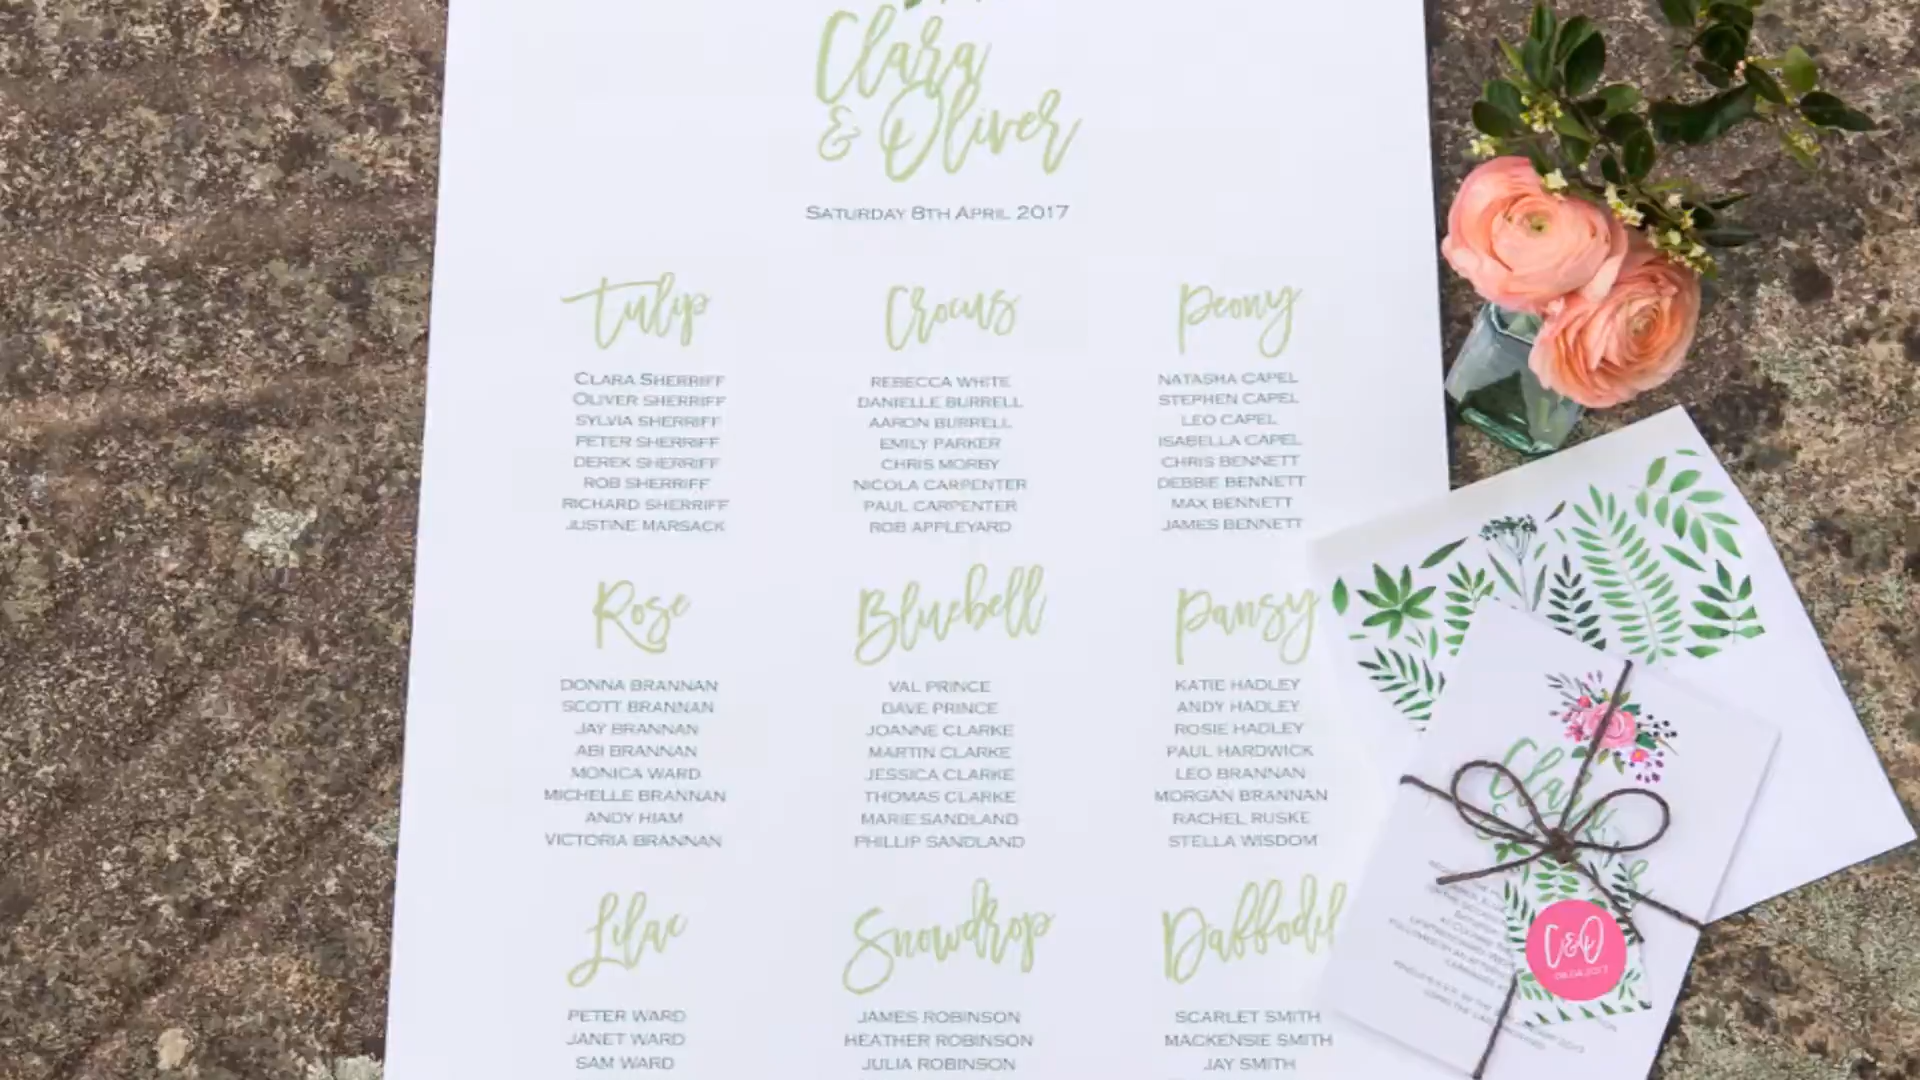 Clara
& Oliver
SATURDAY 8TH APRIL 2017
Tulip
CLARA SHERRIFF
OLIVER SHERRIFF
SYLVIA SHERRIFF
PETER SHERRIFF
DEREK SHERRIFF
ROB SHERRIFF
RICHARD SHERRIFF
JUSTINE MARSACK
Crocus
REBECCA WHITE
DANIELLE BURRELL
AARON BURRELL
EMILY PARKER
CHRIS MORBY
NICOLA CARPENTER
PAUL CARPENTER
ROB APPLEYARD
Peony
NATASHA CAPEL
STEPHEN CAPEL
LEO CAPEL
ISABELLA CAPEL
CHRIS BENNETT
DEBBIE BENNETT
MAX BENNETT
JAMES BENNETT
Rose
DONNA BRANNAN
SCOTT BRANNAN
JAY BRANNAN
ABI BRANNAN
MONICA WARD
MICHELLE BRANNAN
ANDY HIAM
VICTORIA BRANNAN
Bluebell
VAL PRINCE
DAVE PRINCE
JOANNE CLARKE
MARTIN CLARKE
JESSICA CLARKE
THOMAS CLARKE
MARIE SANDLAND
PHILLIP SANDLAND
Pansy
KATIE HADLEY
ANDY HADLEY
ROSIE HADLEY
PAUL HARDWICK
LEO BRANNAN
MORGAN BRANNAN
RACHEL RUSKE
STELLA WISDOM
Lilac
PETER WARD
JANET WARD
SAM WARD
Snowdrop
JAMES ROBINSON
HEATHER ROBINSON
JULIA ROBINSON
Daffodil
SCARLET SMITH
MACKENSIE SMITH
JAY SMITH
Clara
C&O
08.04.2017